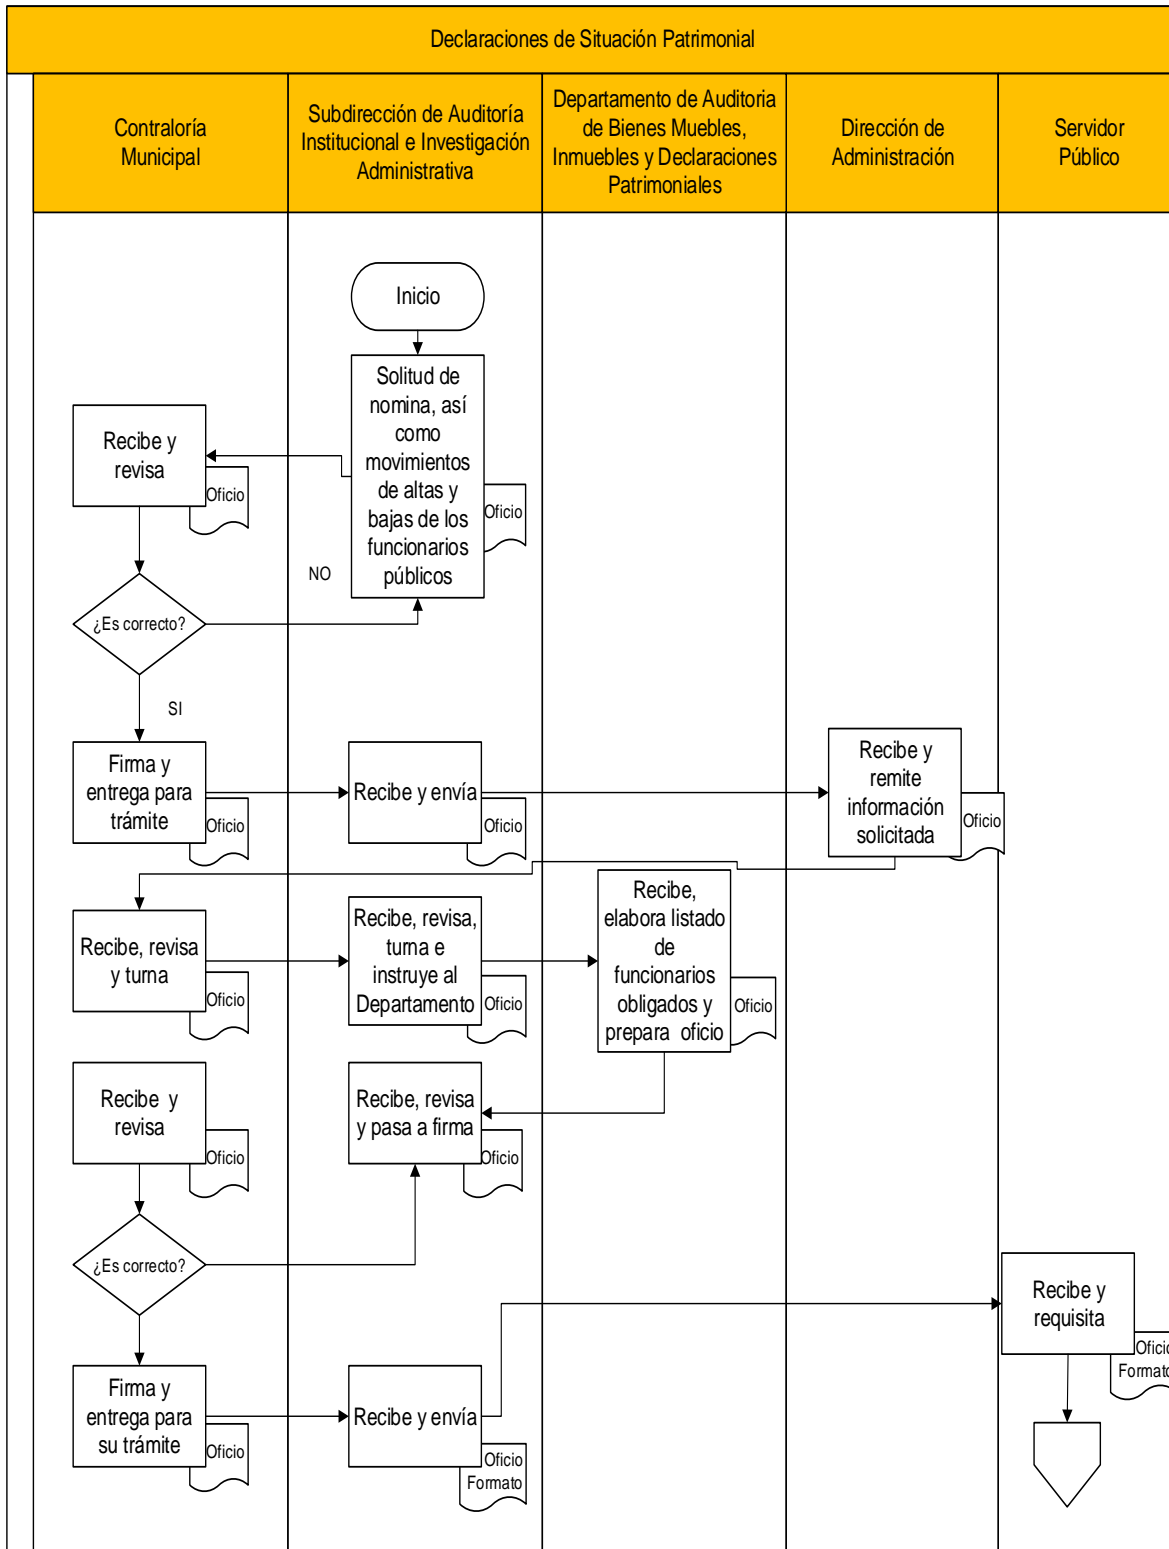 Declaraciones de Situación Patrimonial
Contraloría
Municipal
Subdirección de Auditoría
Institucional e Investigación
Administrativa
Departamento de Auditoria
de Bienes Muebles,
Inmuebles y Declaraciones
Patrimoniales
Dirección de
Administración
Servidor
Público
Inicio
Solitud de
nomina, así
como
movimientos
de altas y
bajas de los
funcionarios
públicos
Oficio
Recibe y
revisa
Oficio
NO
¿Es correcto?
SI
Firma y
entrega para
trámite
Oficio
Recibe y envía
Oficio
Recibe y
remite
información
solicitada
Oficio
Recibe, revisa
y turna
Oficio
Recibe, revisa,
turna e
instruye al
Departamento
Oficio
Recibe,
elabora listado
de
funcionarios
obligados y
prepara oficio
Oficio
Recibe y
revisa
Oficio
Recibe, revisa
y pasa a firma
Oficio
¿Es correcto?
Firma y
entrega para
su trámite
Oficio
Recibe y envía
Oficio
Formato
Recibe y
requisita
Oficio
Formato